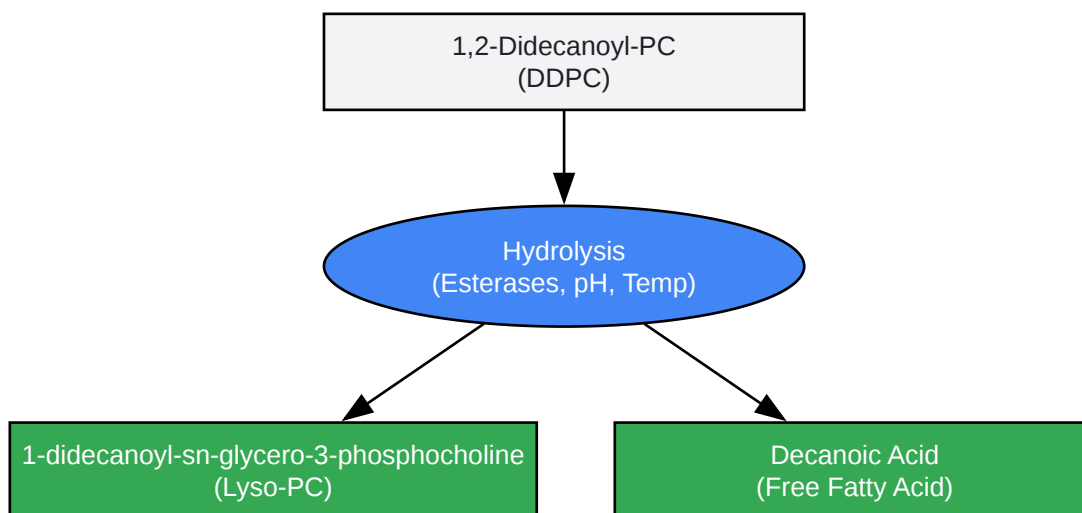 1,2-Didecanoyl-PC
(DDPC)
Hydrolysis
(Esterases, pH, Temp)
1-didecanoyl-sn-glycero-3-phosphocholine
(Lyso-PC)
Decanoic Acid
(Free Fatty Acid)